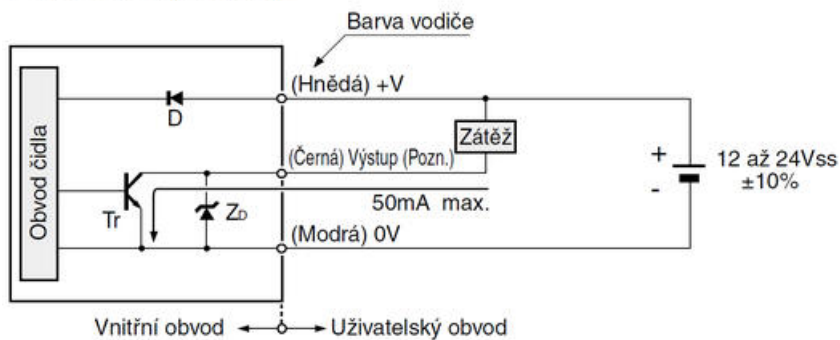 Barva vodiče
(Hnědá) +V
D
Zátěž
(Černá) Výstup (Pozn.)
+
12 až 24Vss
-
±10%
Obvod čidla
Tr
ZD
50mA max.
(Modrá) 0V
Vnitřní obvod
Uživatelský obvod